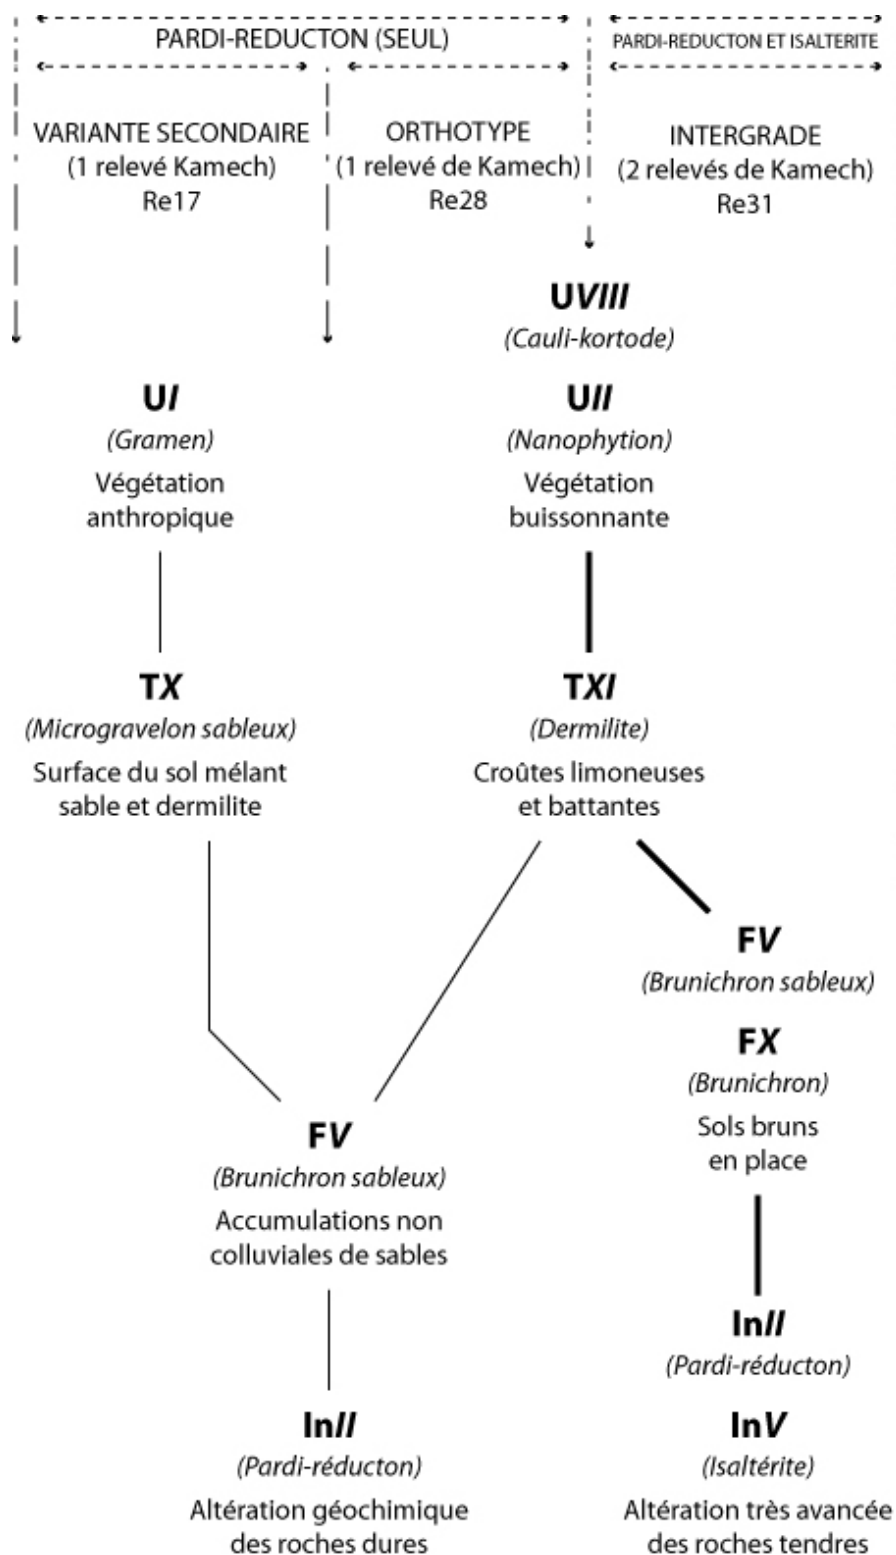 PARDI-REDUCTON (SEUL)
PARDI-REDUCTON ET ISALTERITE
VARIANTE SECONDAIRE
(1 relevé Kamech)
Re17
ORTHOTYPE
(1 relevé de Kamech)
Re28
INTERGRADE
(2 relevés de Kamech)
Re31
UVIII
(Cauli-kortode)
UI
(Gramen)
Végétation
anthropique
UII
(Nanophytion)
Végétation
buissonnante
TX
(Microgravelon sableux)
Surface du sol mélant
sable et dermilite
TXI
(Dermilite)
Croûtes limoneuses
et battantes
FV
(Brunichron sableux)
FX
(Brunichron)
Sols bruns
en place
FV
(Brunichron sableux)
Accumulations non
colluviales de sables
InII
(Pardi-réducton)
InII
(Pardi-réducton)
Altération géochimique
des roches dures
InV
(Isaltérite)
Altération très avancée
des roches tendres